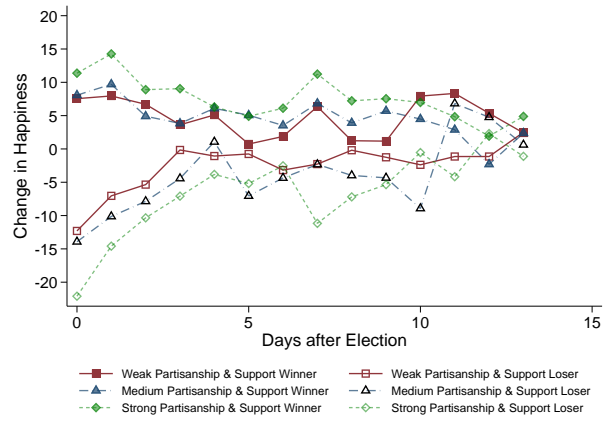 20
15
10
5
0
-5
-10
-15
-20
Change in Happiness
0 5 10 15
Days after Election
Weak Partisanship & Support Winner Weak Partisanship & Support Loser
Medium Partisanship & Support Winner Medium Partisanship & Support Loser
Strong Partisanship & Support Winner Strong Partisanship & Support Loser